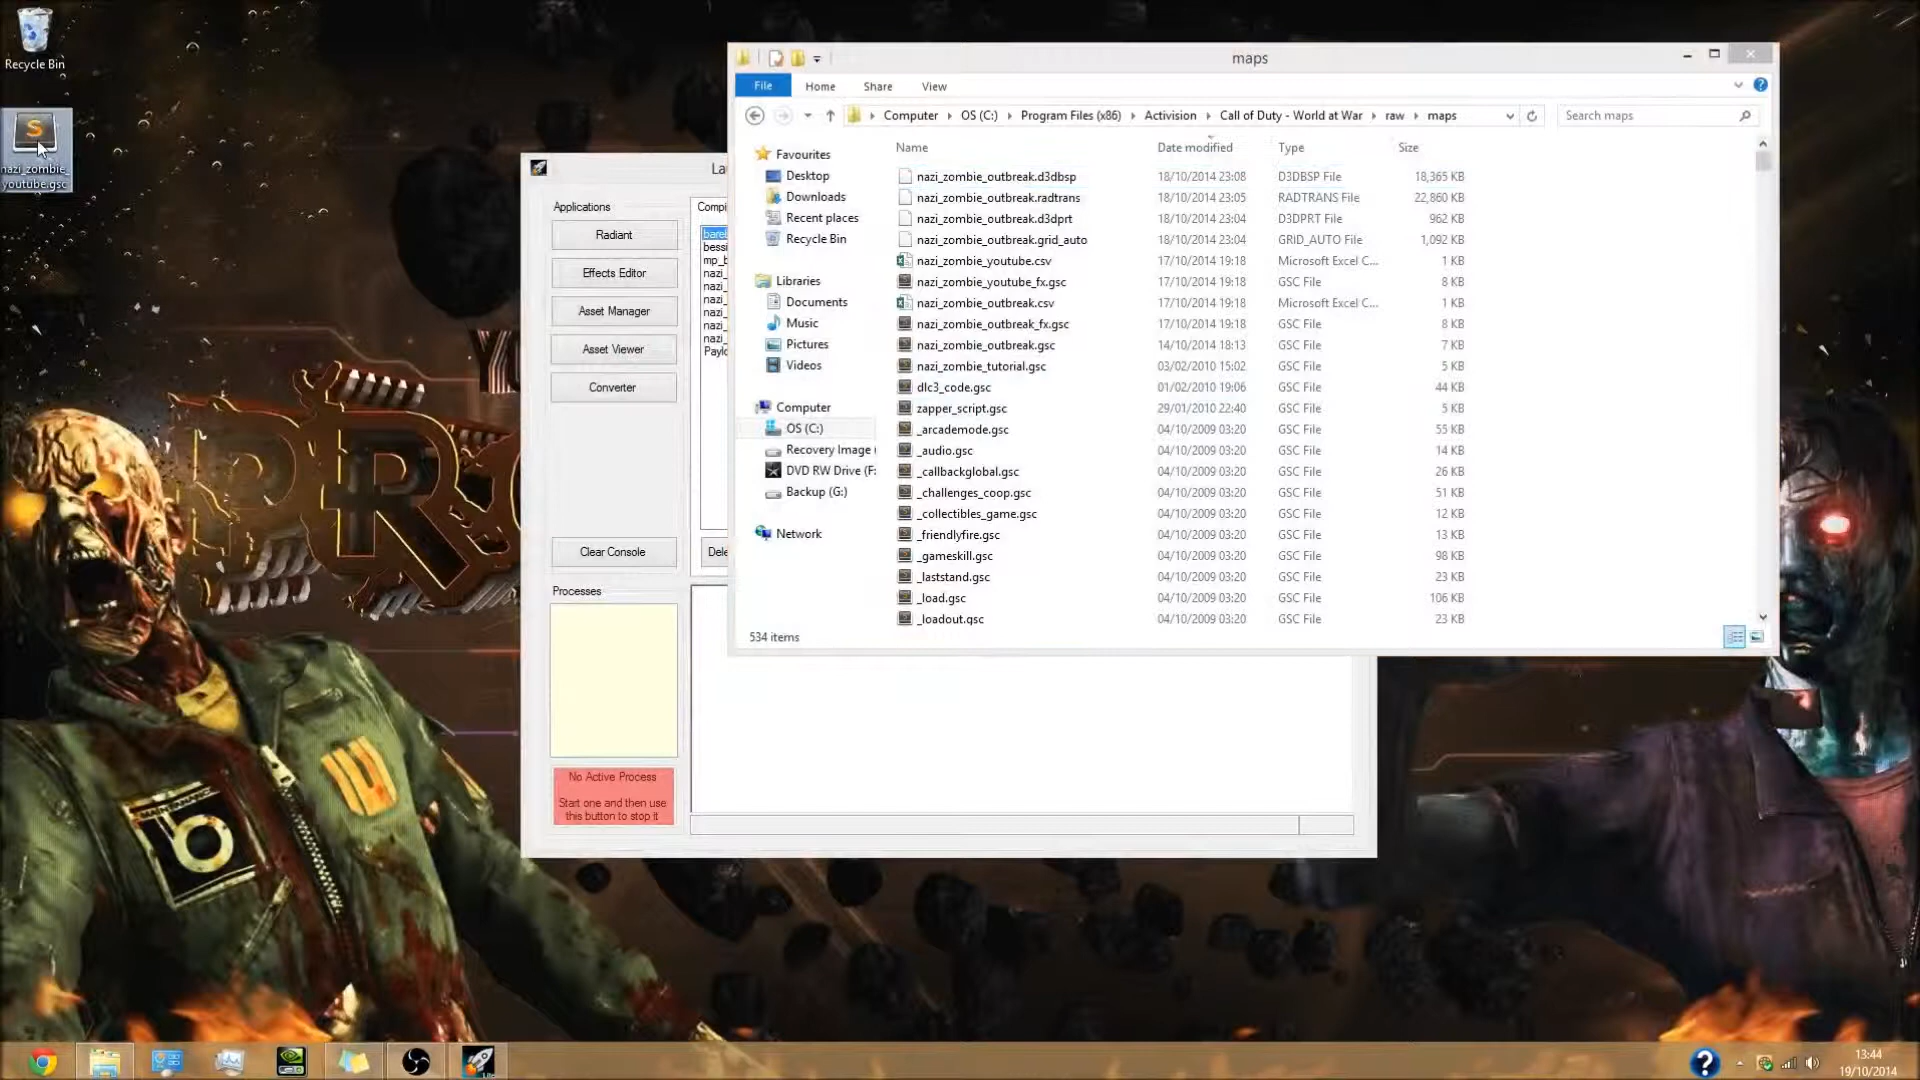 Recycle Bin
nazi_zombie_
youtube.gsc
maps
File
Home
Share
View
Computer
OS (C:)
Program Files (x86)
Activision
Call of Duty - World at War
raw
maps
Search maps
Name
Date modified
Type
Size
Favourites
Desktop
Downloads
Recent places
Recycle Bin
Libraries
Documents
Music
Pictures
Videos
Computer
OS (C:)
Recovery Image
DVD RW Drive (F:
Backup (G:)
Network
nazi_zombie_outbreak.d3dbsp 18/10/2014 23:08 D3DBSP File 18,365 KB
nazi_zombie_outbreak.radtrans 18/10/2014 23:05 RADTRANS File 22,860 KB
nazi_zombie_outbreak.d3dprt 18/10/2014 23:04 D3DPRT File 962 KB
nazi_zombie_outbreak.grid_auto 18/10/2014 23:04 GRID_AUTO File 1,092 KB
nazi_zombie_youtube.csv 17/10/2014 19:18 Microsoft Excel C... 1 KB
nazi_zombie_youtube_fx.gsc 17/10/2014 19:18 GSC File 8 KB
nazi_zombie_outbreak.csv 17/10/2014 19:18 Microsoft Excel C... 1 KB
nazi_zombie_outbreak_fx.gsc 17/10/2014 19:18 GSC File 8 KB
nazi_zombie_outbreak.gsc 14/10/2014 18:13 GSC File 7 KB
nazi_zombie_tutorial.gsc 03/02/2010 15:02 GSC File 5 KB
dlc3_code.gsc 01/02/2010 19:06 GSC File 44 KB
zapper_script.gsc 29/01/2010 22:40 GSC File 5 KB
_arcademode.gsc 04/10/2009 03:20 GSC File 55 KB
_audio.gsc 04/10/2009 03:20 GSC File 14 KB
_callbackglobal.gsc 04/10/2009 03:20 GSC File 26 KB
_challenges_coop.gsc 04/10/2009 03:20 GSC File 51 KB
_collectibles_game.gsc 04/10/2009 03:20 GSC File 12 KB
_friendlyfire.gsc 04/10/2009 03:20 GSC File 13 KB
_gameskill.gsc 04/10/2009 03:20 GSC File 98 KB
_laststand.gsc 04/10/2009 03:20 GSC File 23 KB
_load.gsc 04/10/2009 03:20 GSC File 106 KB
_loadout.gsc 04/10/2009 03:20 GSC File 23 KB
534 items
La
Applications
Radiant
Effects Editor
Asset Manager
Asset Viewer
Converter
Clear Console
Compi
bare
bessi
mp_b
nazi_
nazi_
nazi_
nazi_
nazi_
nazi_
Paylo
Dele
Processes
No Active Process
Start one and then use
this button to stop it
PRO
13:44
19/10/2014